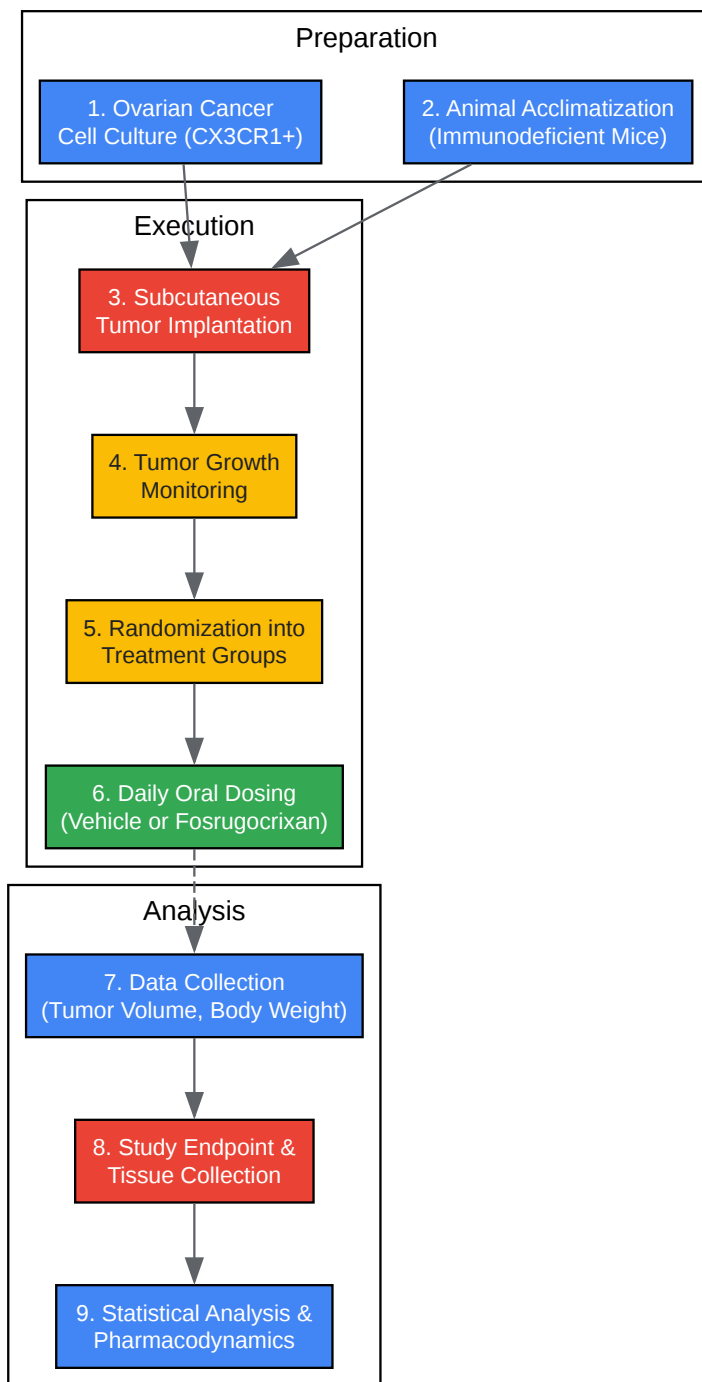 Preparation
1. Ovarian Cancer
Cell Culture (CX3CR1+)
2. Animal Acclimatization
(Immunodeficient Mice)
Execution
3. Subcutaneous
Tumor Implantation
4. Tumor Growth
Monitoring
5. Randomization into
Treatment Groups
6. Daily Oral Dosing
(Vehicle or Fosrugocrixan)
Analysis
7. Data Collection
(Tumor Volume, Body Weight)
8. Study Endpoint &
Tissue Collection
9. Statistical Analysis &
Pharmacodynamics